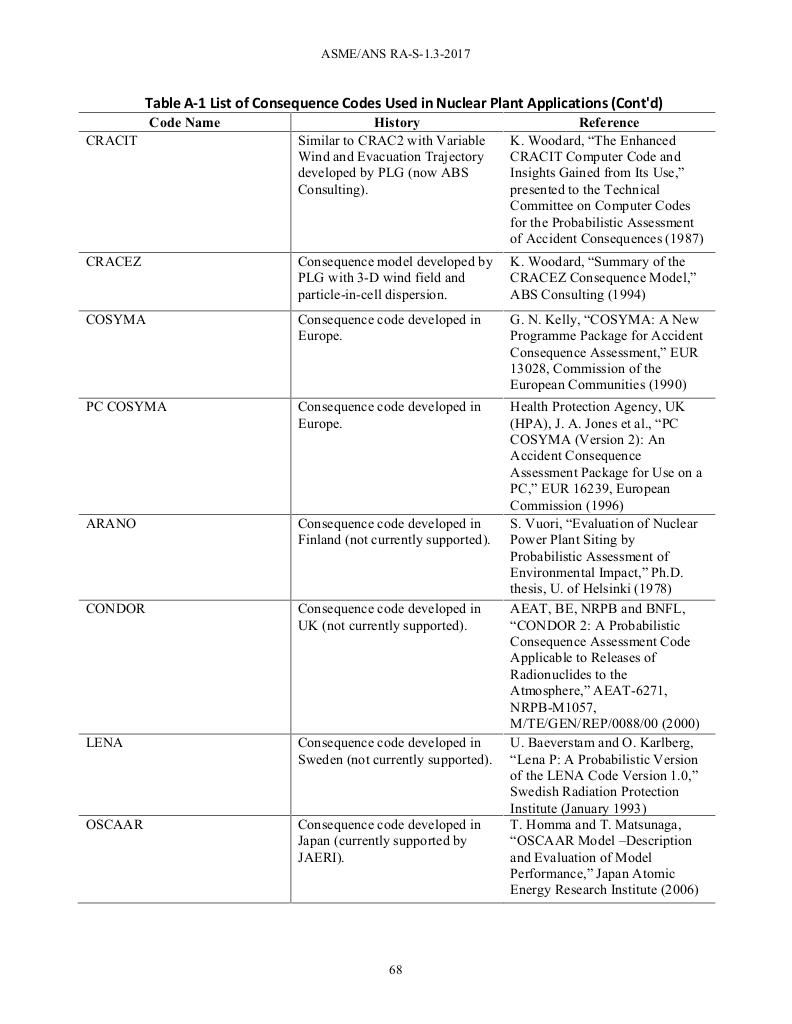 ASME/ANS RA-S-1.3-2017
Table A-1 List of Consequence Codes Used in Nuclear Plant Applications (Cont'd)
Code Name History Reference
CRACIT
Similar to CRAC2 with Variable
Wind and Evacuation Trajectory
developed by PLG (now ABS
Consulting).
K. Woodard, “The Enhanced
CRACIT Computer Code and
Insights Gained from Its Use,”
presented to the Technical
Committee on Computer Codes
for the Probabilistic Assessment
of Accident Consequences (1987)
CRACEZ
Consequence model developed by
PLG with 3-D wind field and
particle-in-cell dispersion.
K. Woodard, “Summary of the
CRACEZ Consequence Model,”
ABS Consulting (1994)
COSYMA
Consequence code developed in
Europe.
G. N. Kelly, “COSYMA: A New
Programme Package for Accident
Consequence Assessment,” EUR
13028, Commission of the
European Communities (1990)
PC COSYMA
Consequence code developed in
Europe.
Health Protection Agency, UK
(HPA), J. A. Jones et al., “PC
COSYMA (Version 2): An
Accident Consequence
Assessment Package for Use on a
PC,” EUR 16239, European
Commission (1996)
ARANO
Consequence code developed in
Finland (not currently supported).
S. Vuori, “Evaluation of Nuclear
Power Plant Siting by
Probabilistic Assessment of
Environmental Impact,” Ph.D.
thesis, U. of Helsinki (1978)
CONDOR
Consequence code developed in
UK (not currently supported).
AEAT, BE, NRPB and BNFL,
“CONDOR 2: A Probabilistic
Consequence Assessment Code
Applicable to Releases of
Radionuclides to the
Atmosphere,” AEAT-6271,
NRPB-M1057,
M/TE/GEN/REP/0088/00 (2000)
LENA
Consequence code developed in
Sweden (not currently supported).
U. Baeverstam and O. Karlberg,
“Lena P: A Probabilistic Version
of the LENA Code Version 1.0,”
Swedish Radiation Protection
Institute (January 1993)
OSCAAR
Consequence code developed in
Japan (currently supported by
JAERI).
T. Homma and T. Matsunaga,
“OSCAAR Model –Description
and Evaluation of Model
Performance,” Japan Atomic
Energy Research Institute (2006)
68